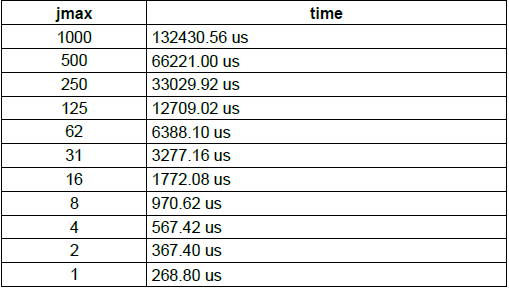 jmax time
1000 132430.56 us
500 66221.00 us
250 33029.92 us
125 12709.02 us
62 6388.10 us
31 3277.16 us
16 1772.08 us
8 970.62 us
4 567.42 us
2 367.40 us
1 268.80 us